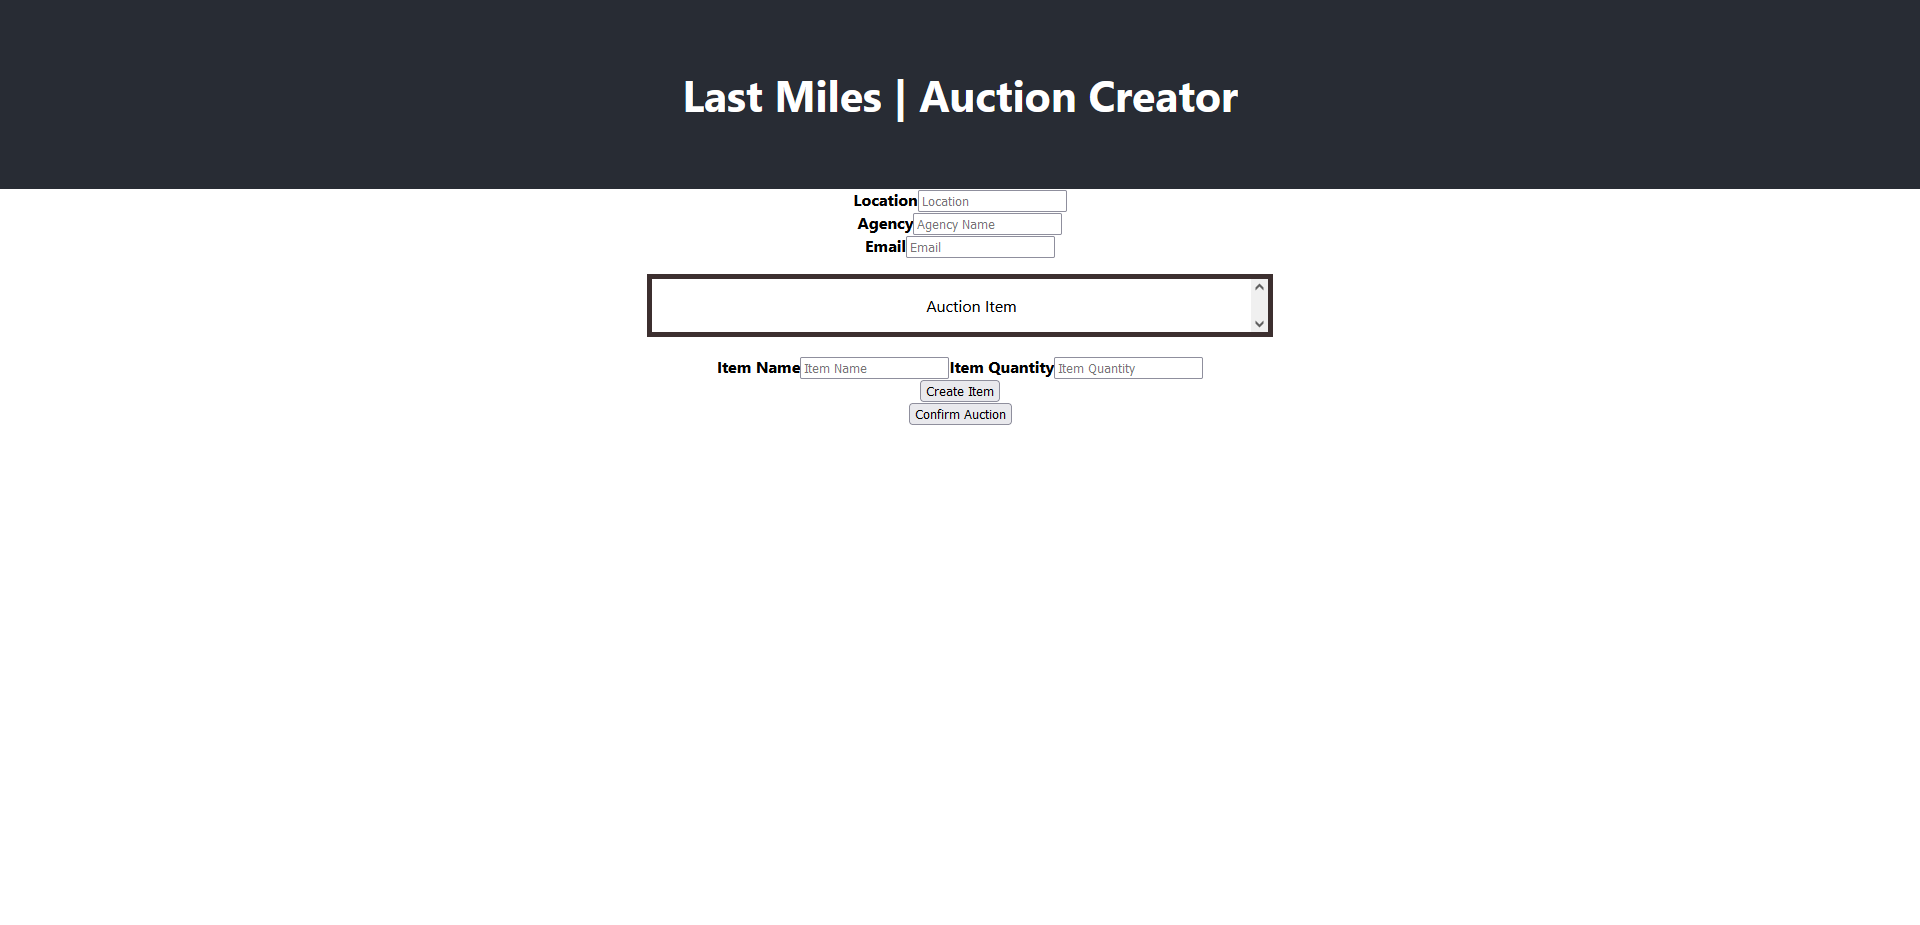 Last Miles | Auction Creator
Location Location
Agency Agency Name
Email Email
Auction Item
Item Name Item Name Item Quantity Item Quantity
Create Item
Confirm Auction